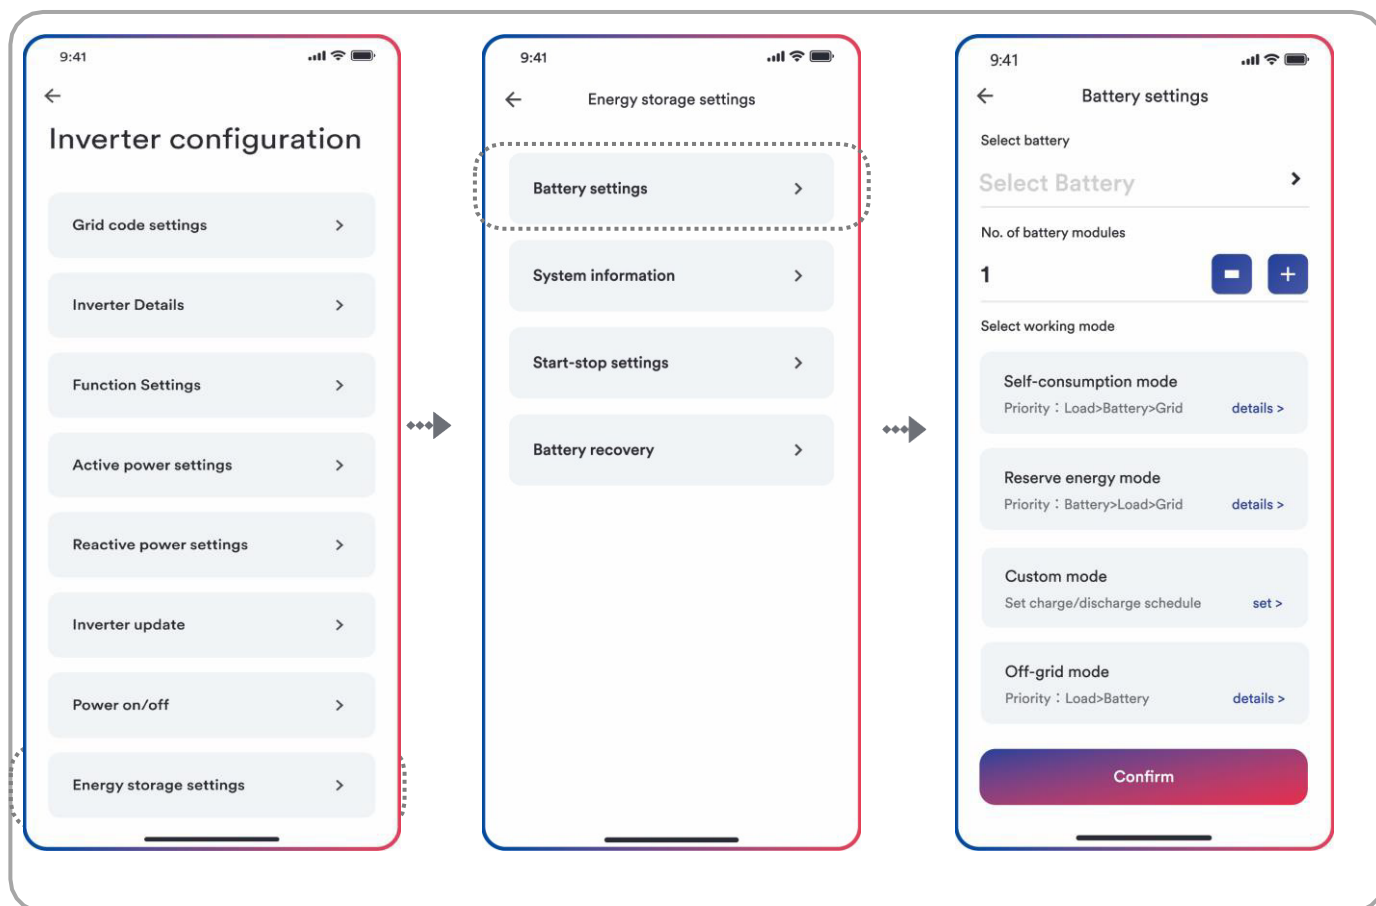 9:41
Inverter configuration
Grid code settings
Inverter Details
Function Settings
Active power settings
Reactive power settings
Inverter update
Power on/off
Energy storage settings
9:41
Energy storage settings
Battery settings
System information
Start-stop settings
Battery recovery
9:41
Battery settings
Select battery
Select Battery
No. of battery modules
1
Select working mode
Self-consumption mode
Priority：Load>Battery>Grid details >
Reserve energy mode
Priority：Battery>Load>Grid details >
Custom mode
Set charge/discharge schedule set >
Off-grid mode
Priority：Load>Battery details >
Confirm